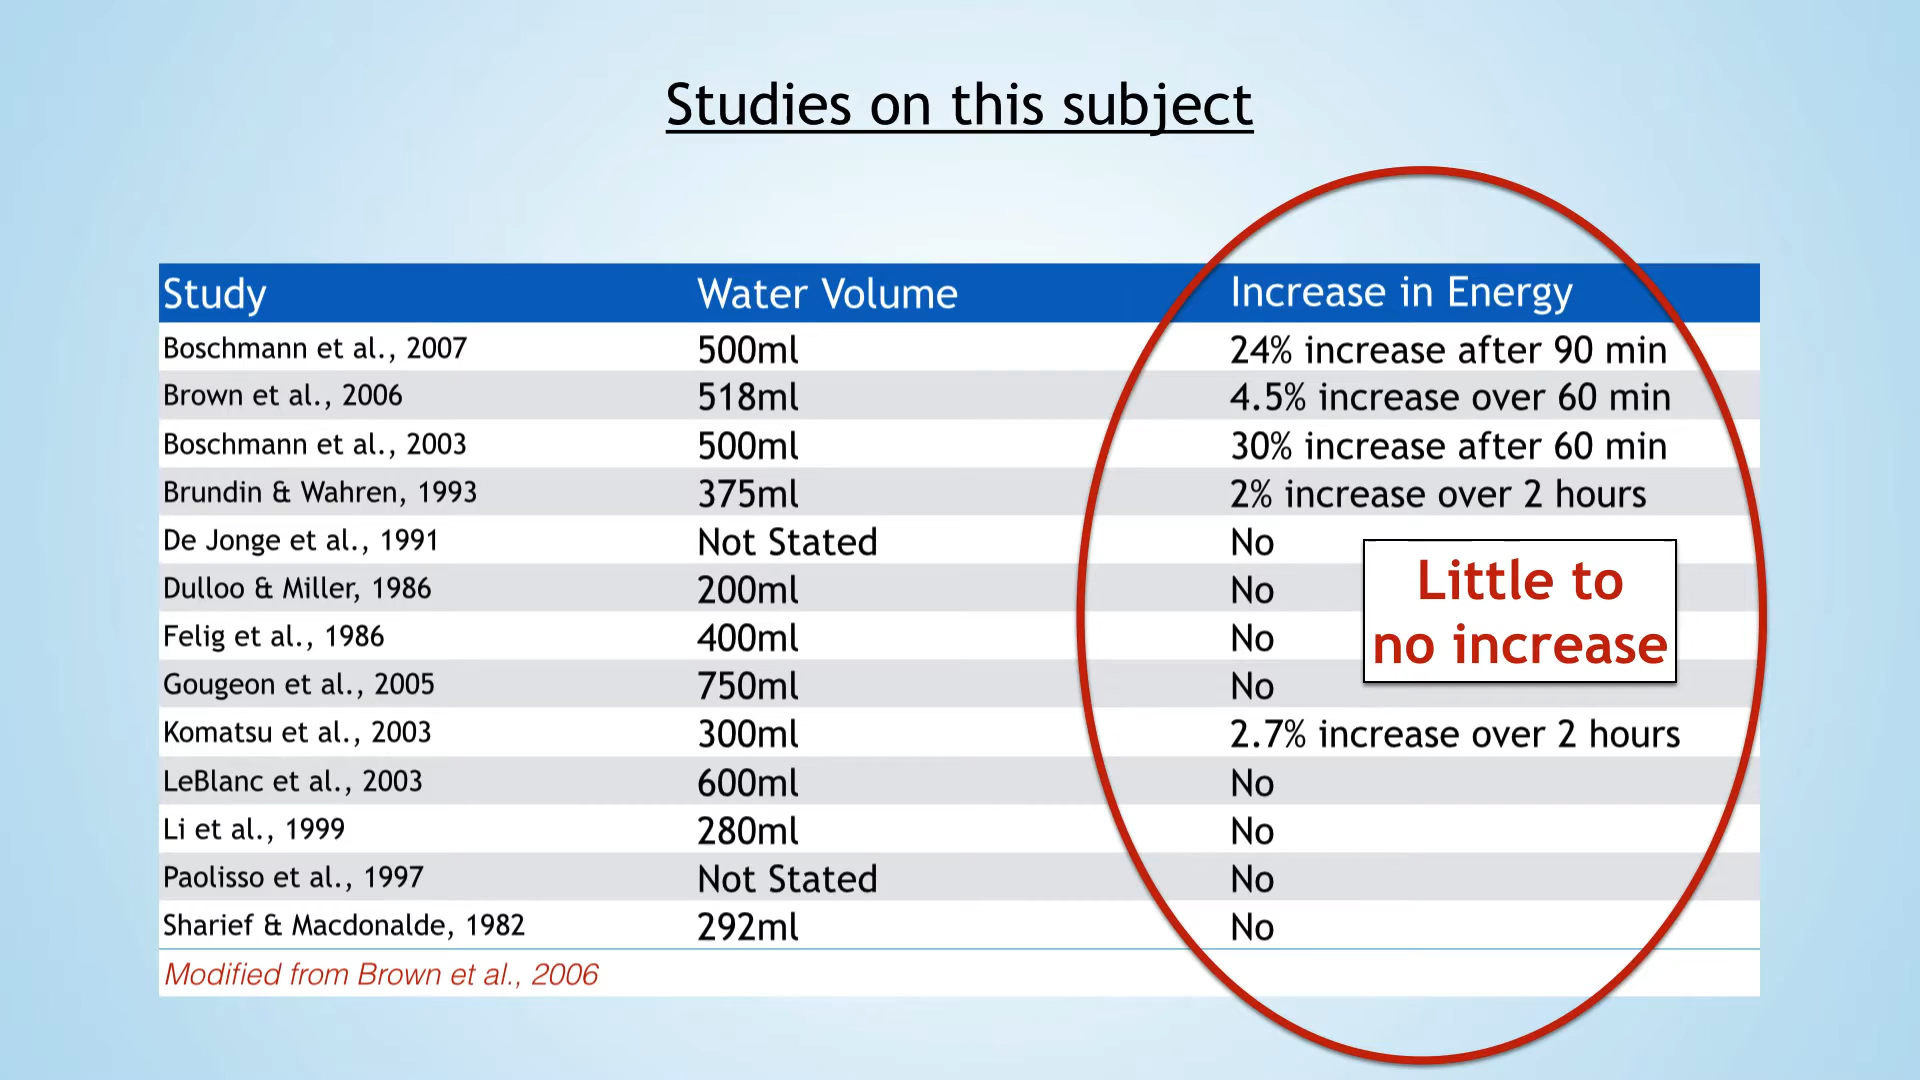 Studies on this subject
Study Water Volume Increase in Energy
Boschmann et al., 2007 500ml 24% increase after 90 min
Brown et al., 2006 518ml 4.5% increase over 60 min
Boschmann et al., 2003 500ml 30% increase after 60 min
Brundin & Wahren, 1993 375ml 2% increase over 2 hours
De Jonge et al., 1991 Not Stated No
Dulloo & Miller, 1986 200ml No
Felig et al., 1986 400ml No
Gougeon et al., 2005 750ml No
Little to
no increase
Komatsu et al., 2003 300ml 2.7% increase over 2 hours
LeBlanc et al., 2003 600ml No
Li et al., 1999 280ml No
Paolisso et al., 1997 Not Stated No
Sharief & Macdonalde, 1982 292ml No
Modified from Brown et al., 2006